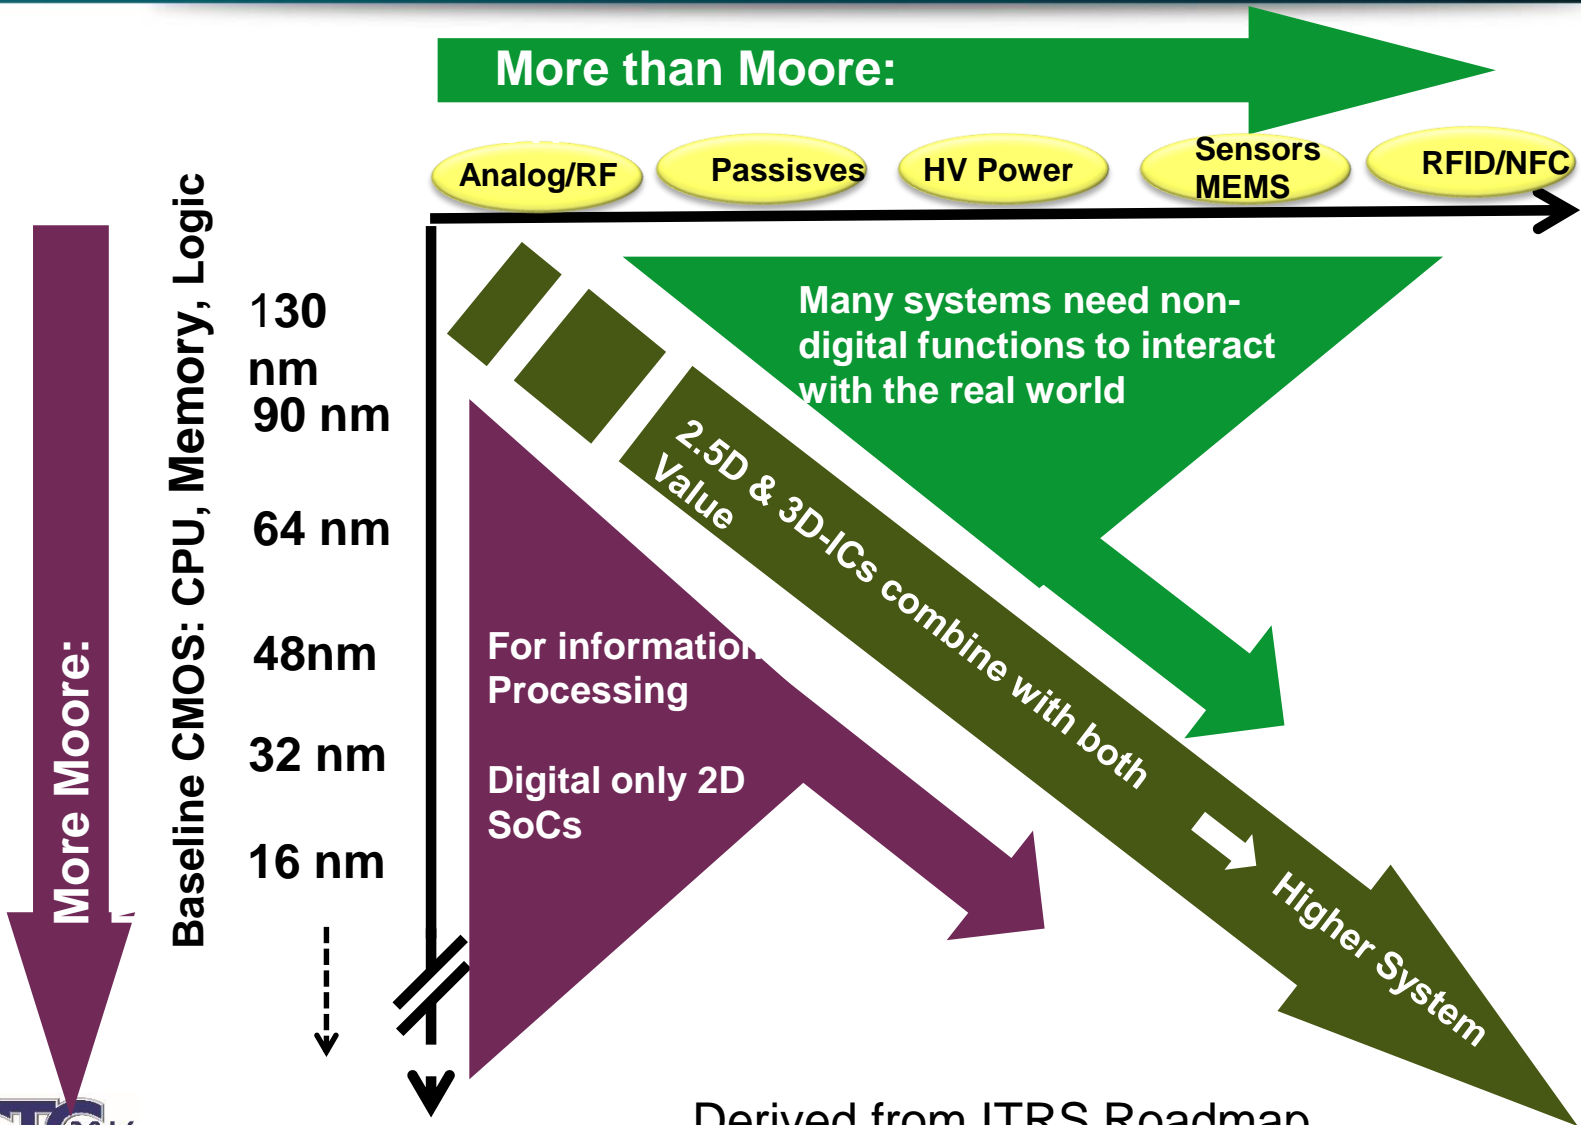 More than Moore:
Analog/RF
Passisves
HV Power
Sensors
MEMS
RFID/NFC
More Moore:
Baseline CMOS: CPU, Memory, Logic
130
nm
90 nm
64 nm
48nm
32 nm
16 nm
Many systems need non-
digital functions to interact
with the real world
2.5D & 3D-ICs combine with both
Higher System
Value
For information
Processing
Digital only 2D
SoCs
Derived from ITRS Roadmap